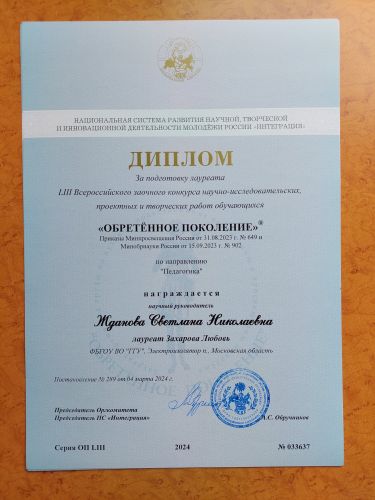 НАЦИОНАЛЬНАЯ СИСТЕМА РАЗВИТИЯ НАУЧНОЙ, ТВОРЧЕСКОЙ
И ИННОВАЦИОННОЙ ДЕЯТЕЛЬНОСТИ МОЛОДЁЖИ РОССИИ «ИНТЕГРАЦИЯ»
ДИПЛОМ
За подготовку лауреата
LIII Всероссийского заочного конкурса научно-исследовательских,
проектных и творческих работ обучающихся
«ОБРЕТЁННОЕ ПОКОЛЕНИЕ»®
Приказы Минпросвещения России от 31.08.2023 г. № 649 и
Минобрнауки России от 15.09.2023 г. № 902
по направлению
"Педагогика"
награждается
научный руководитель
Жданова Светлана Николаевна
лауреат Захарова Любовь
ФБГОУ ВО "ГГУ", Электроизолятор п., Московская область
Постановление № 289 от 04 марта 2024 г.
Председатель Оргкомитета
Председатель НС «Интеграция»
А.С. Обручников
Серия ОП LIII
2024
№ 033637